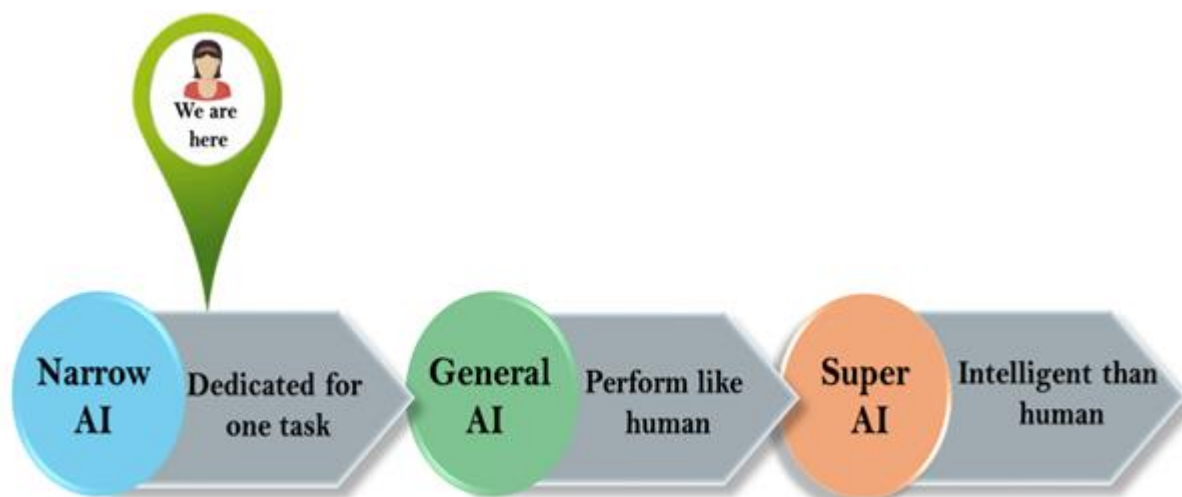 We are
here
Narrow
AI
Dedicated for
one task
General
AI
Perform like
human
Super
AI
Intelligent than
human